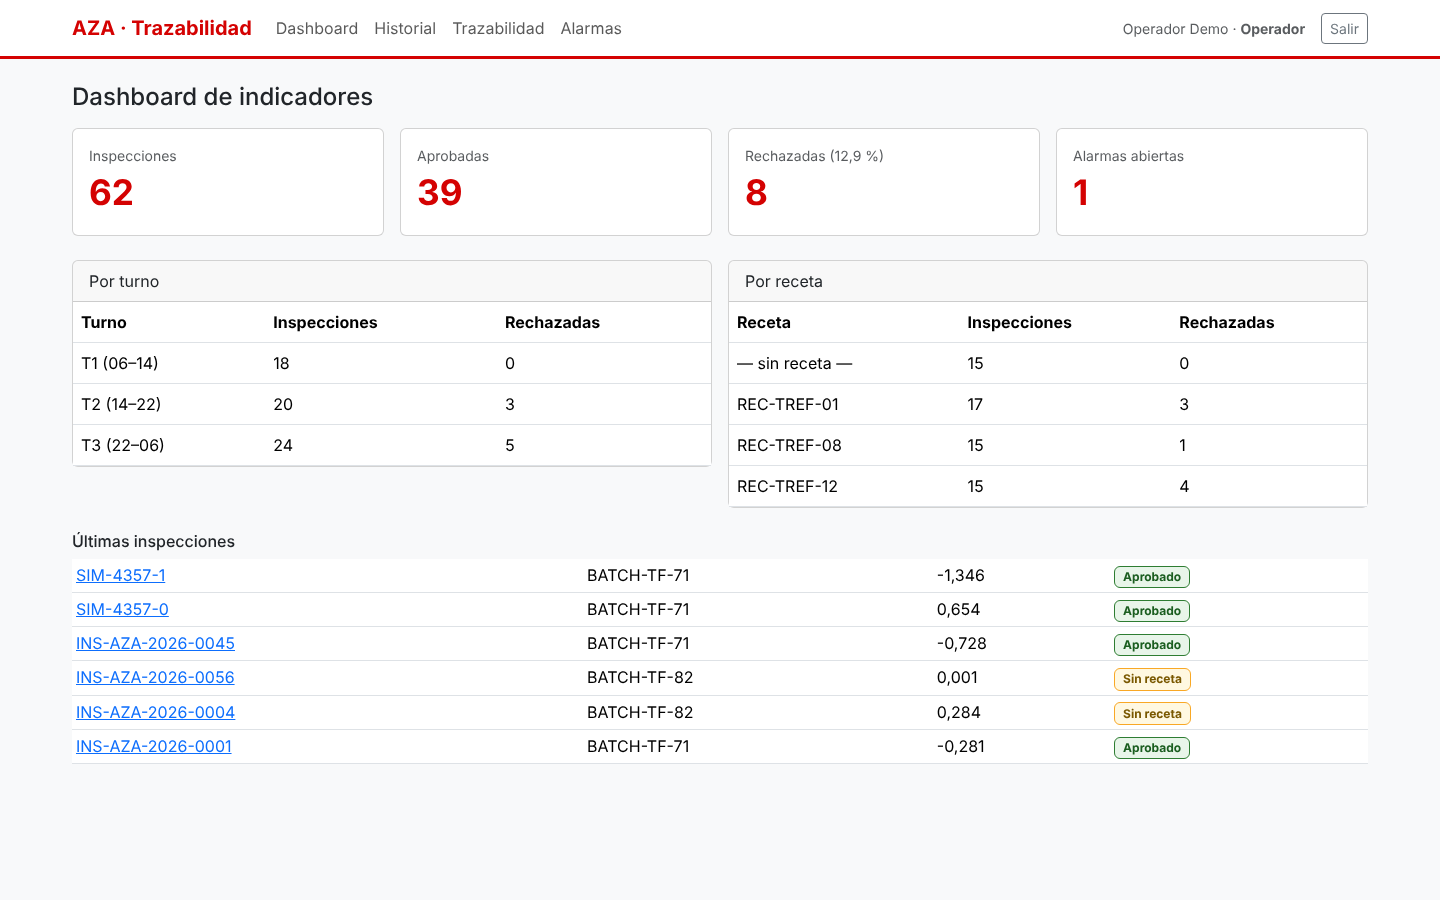 AZA · Trazabilidad Dashboard Historial Trazabilidad Alarmas Operador Demo · Operador Salir
Dashboard de indicadores
Inspecciones
62
Aprobadas
39
Rechazadas (12,9 %)
8
Alarmas abiertas
1
Por turno
Turno Inspecciones Rechazadas
T1 (06–14) 18 0
T2 (14–22) 20 3
T3 (22–06) 24 5
Por receta
Receta Inspecciones Rechazadas
— sin receta — 15 0
REC-TREF-01 17 3
REC-TREF-08 15 1
REC-TREF-12 15 4
Últimas inspecciones
SIM-4357-1 BATCH-TF-71 -1,346 Aprobado
SIM-4357-0 BATCH-TF-71 0,654 Aprobado
INS-AZA-2026-0045 BATCH-TF-71 -0,728 Aprobado
INS-AZA-2026-0056 BATCH-TF-82 0,001 Sin receta
INS-AZA-2026-0004 BATCH-TF-82 0,284 Sin receta
INS-AZA-2026-0001 BATCH-TF-71 -0,281 Aprobado